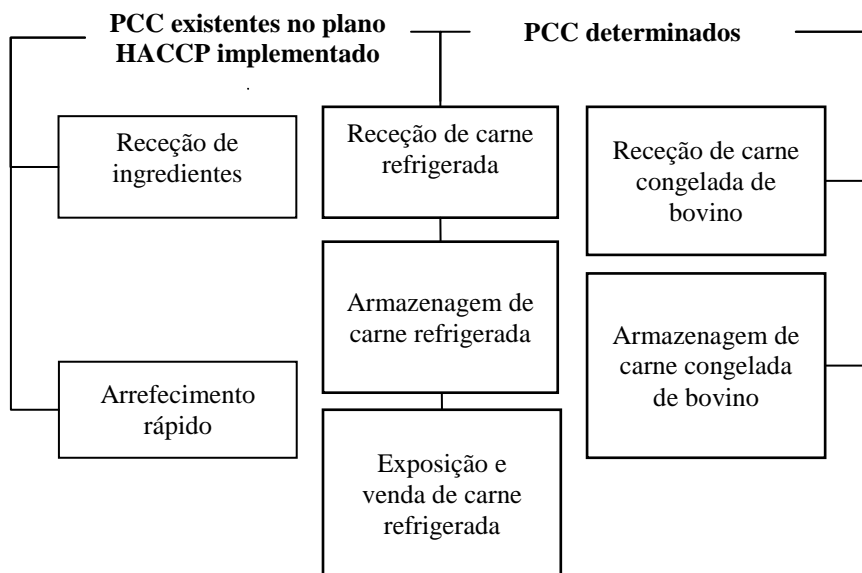 PCC existentes no plano
HACCP implementado
PCC determinados
Receção de
ingredientes
Arrefecimento
rápido
Receção de carne
refrigerada
Armazenagem de
carne refrigerada
Exposição e
venda de carne
refrigerada
Receção de carne
congelada de
bovino
Armazenagem de
carne congelada
de bovino